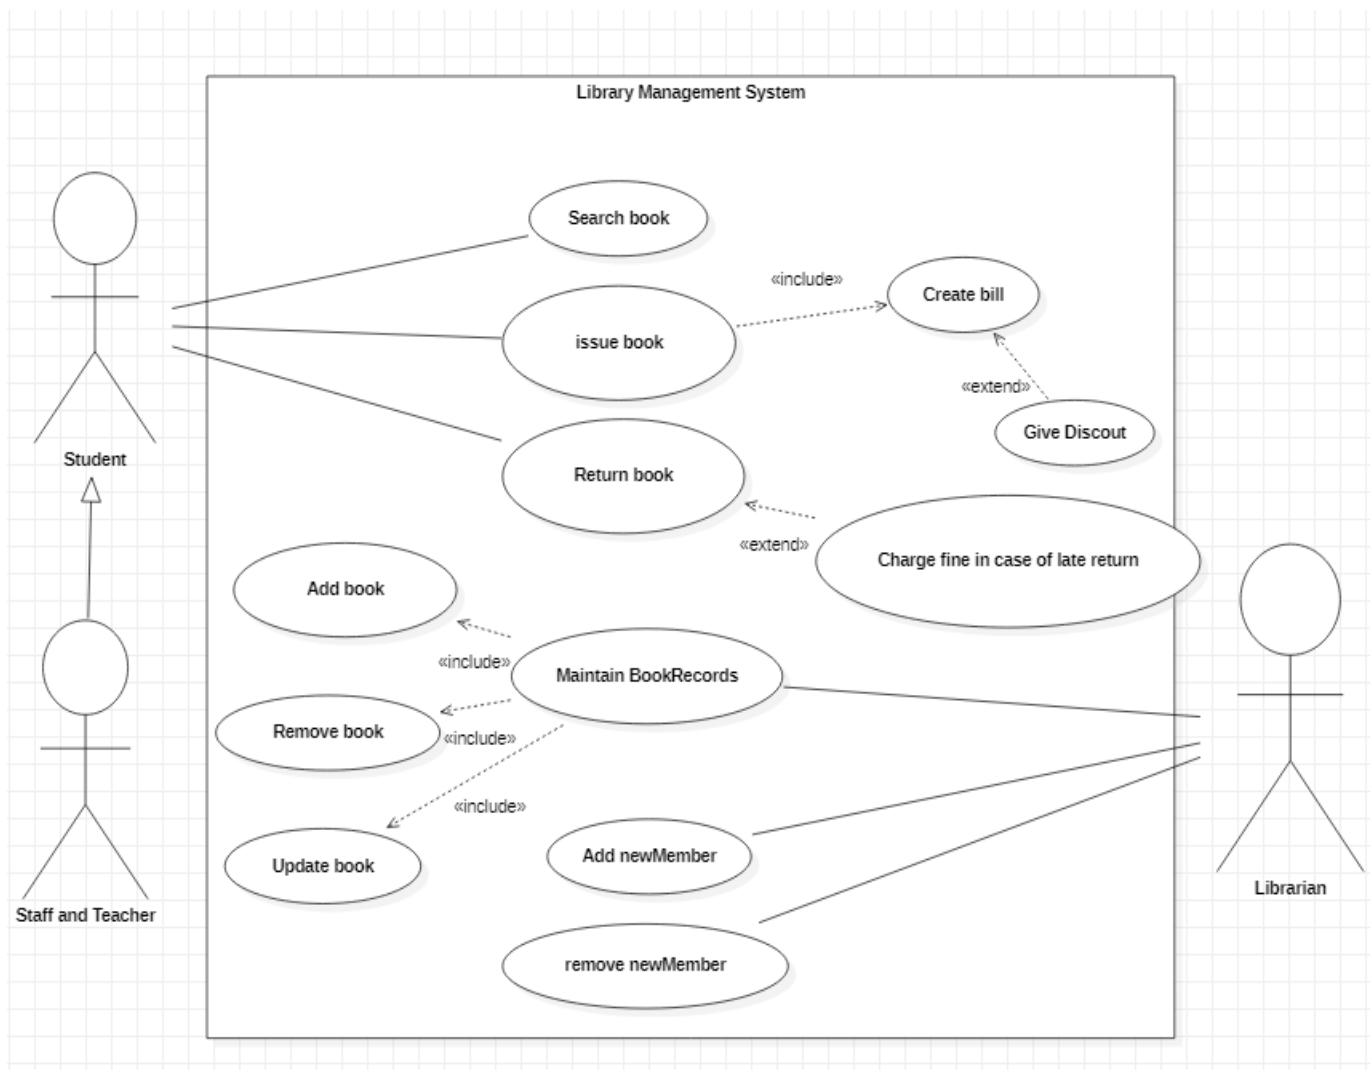 Library Management System
Search book
«include»
Create bill
issue book
«extend»
Give Discout
Student
Return book
«extend»
Charge fine in case of late return
Add book
«include»
Maintain BookRecords
Remove book
«include»
«include»
Add newMember
Update book
Librarian
Staff and Teacher
remove newMember